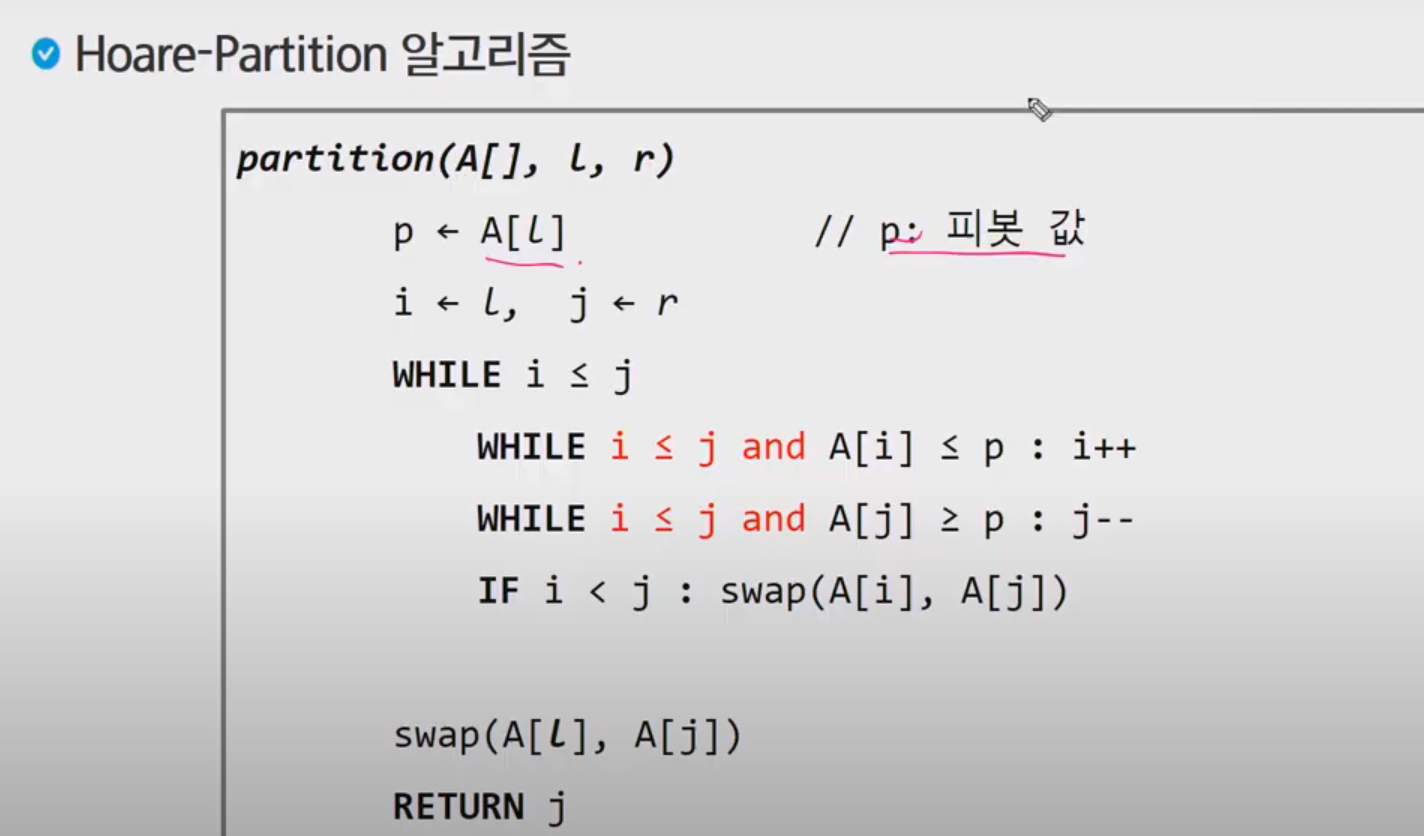 Hoare-Partition 알고리즘
partition(A[], l, r)
p ← A[l] // p: 피봇 값
i ← l, j ← r
WHILE i ≤ j
WHILE i ≤ j and A[i] ≤ p : i++
WHILE i ≤ j and A[j] ≥ p : j--
IF i < j : swap(A[i], A[j])
swap(A[l], A[j])
RETURN j